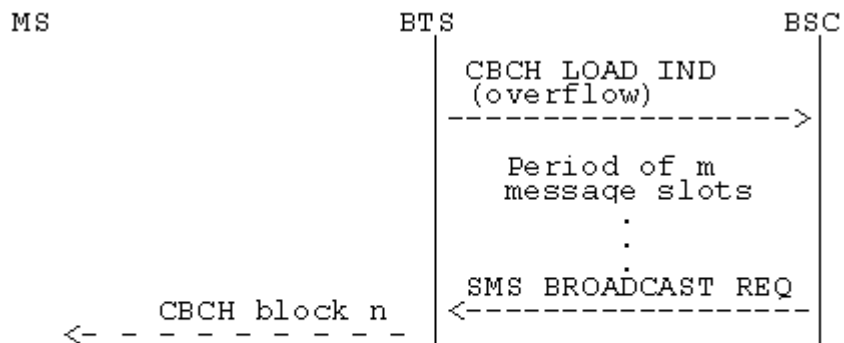 MS BTS BSC
CBCH LOAD IND
(overflow)
Period of m
message slots
.
.
.
SMS BROADCAST REQ
CBCH block n